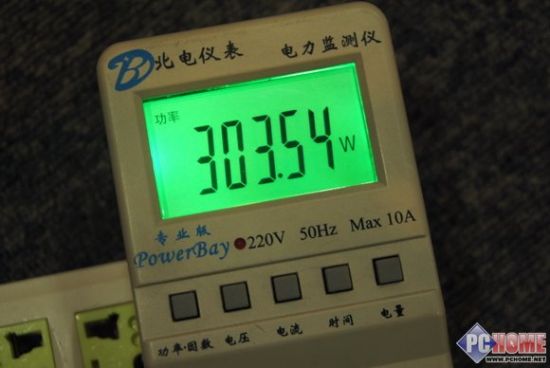 北电仪表
电力监测仪
功率
303.54 W
专业版
PowerBay
220V 50Hz Max 10A
功率·因数 电压 电流 时间 电量
PCHOME
WWW.PCHOME.NET